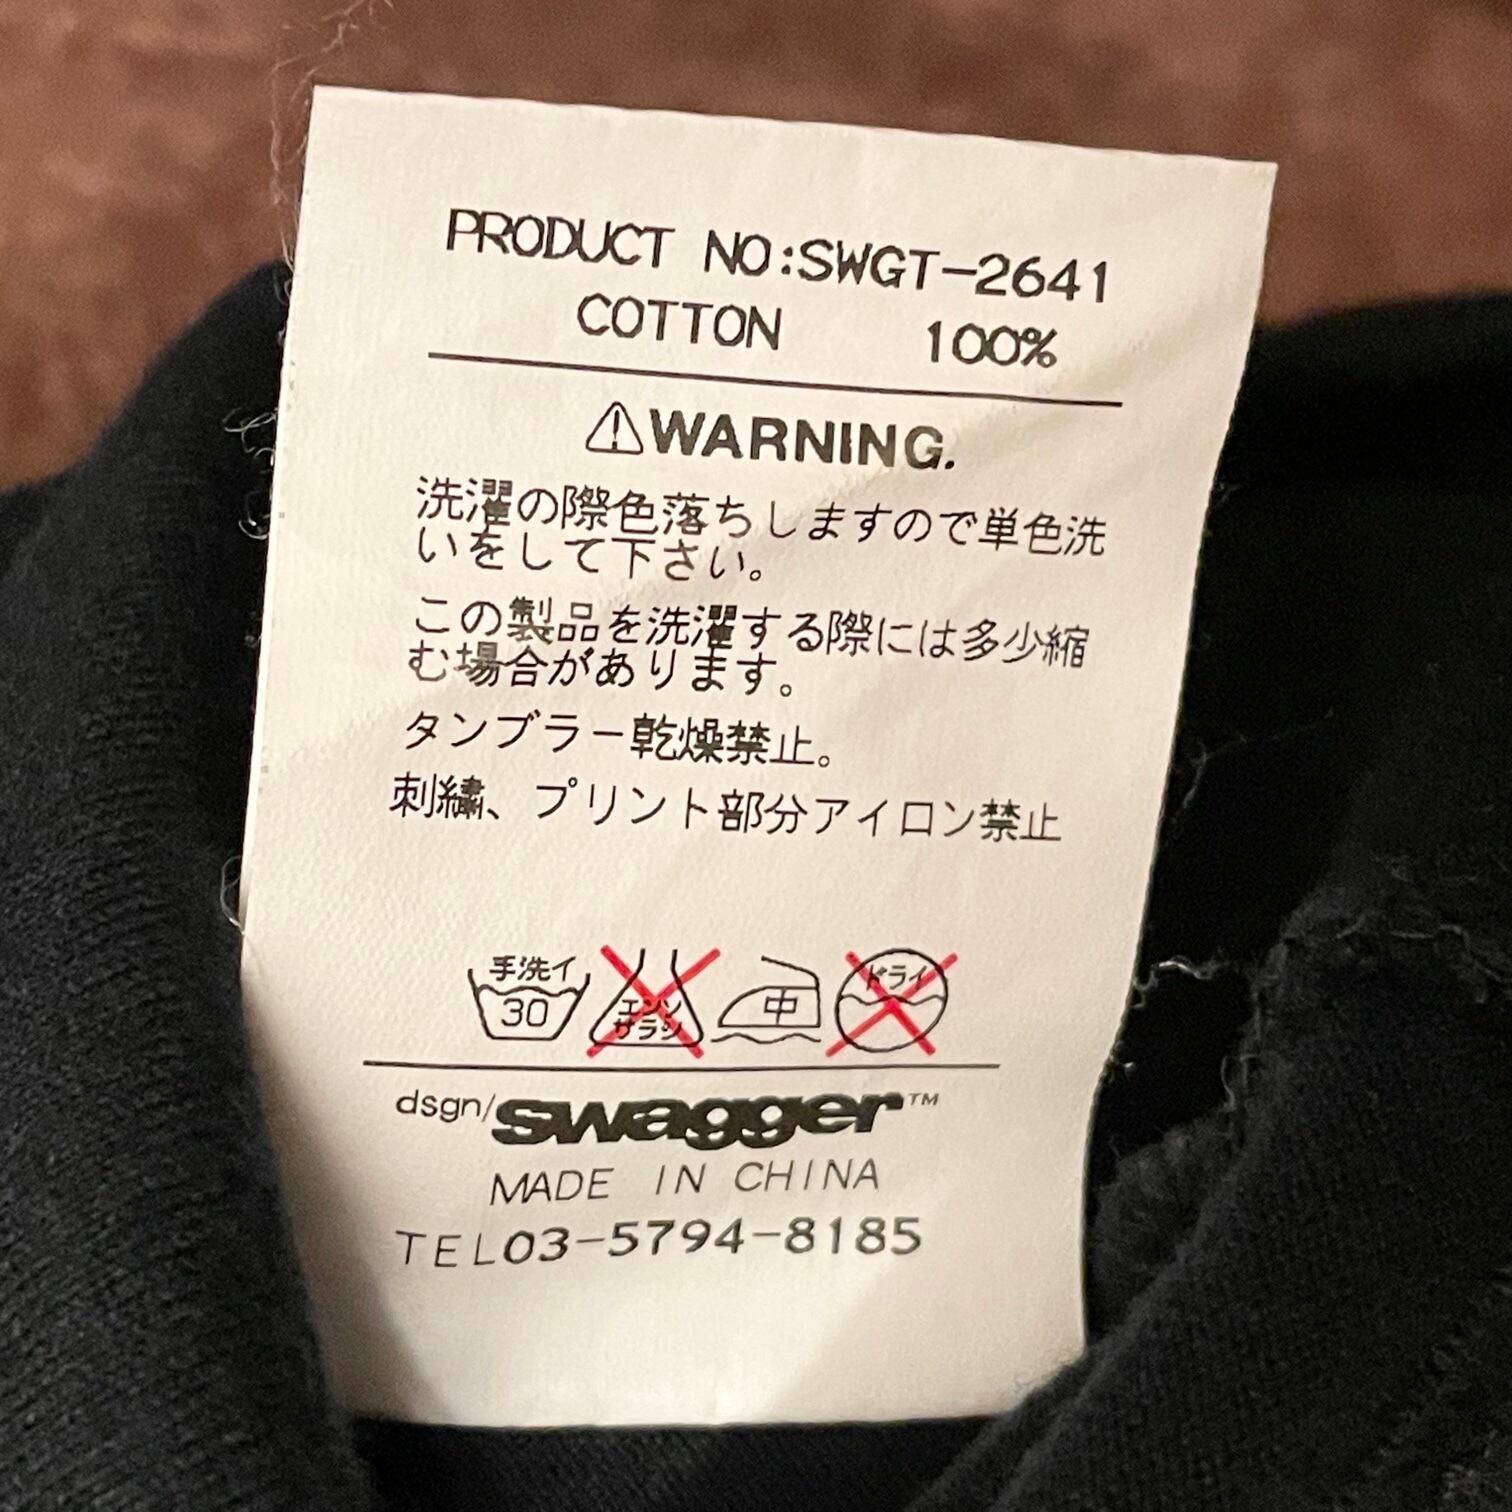 PRODUCT NO:SWGT-2641
COTTON 100%
⚠WARNING.
洗濯の際色落ちしますので単色洗
いをして下さい。
この製品を洗濯する際には多少縮
む場合があります。
タンブラー乾燥禁止。
刺繍、プリント部分アイロン禁止
手洗イ
30
エンソ
サラシ
中
ドライ
dsgn/swagger™
MADE IN CHINA
TEL03-5794-8185